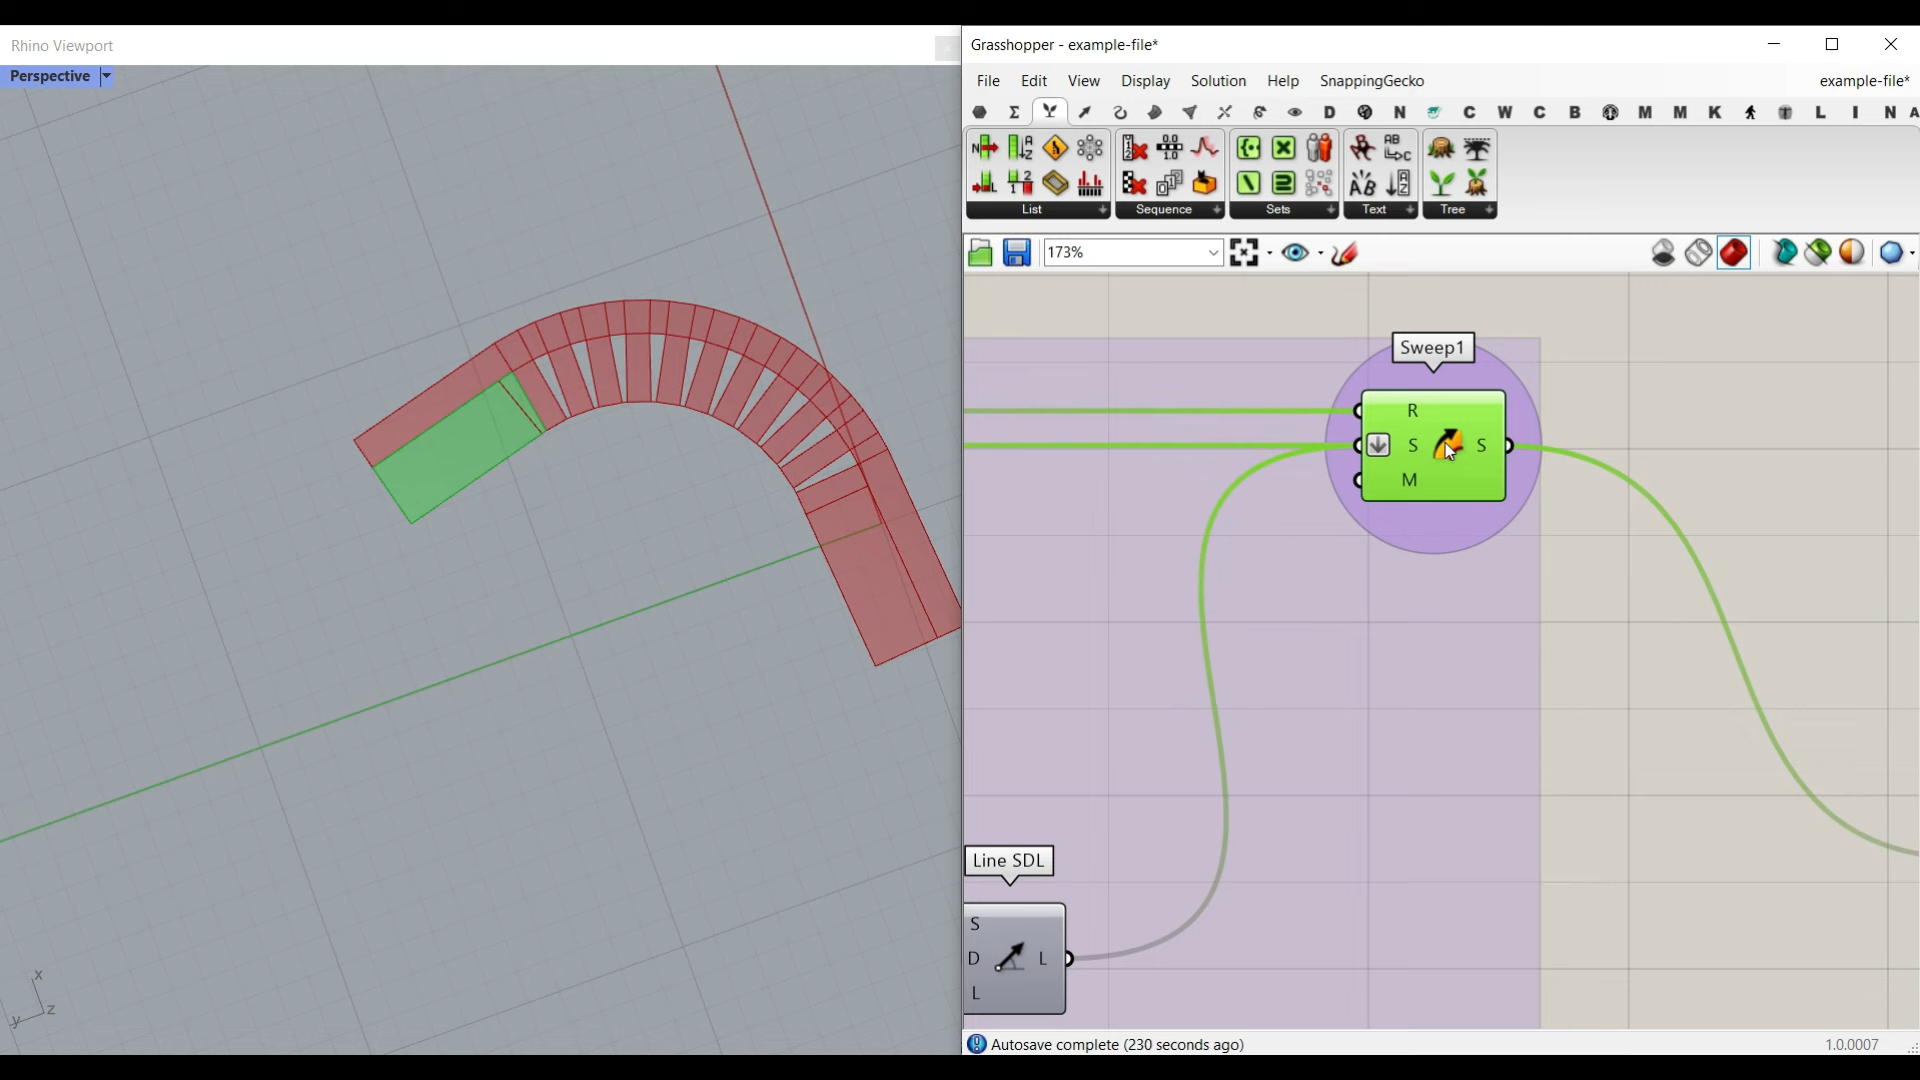 Rhino Viewport
Perspective
x
y
z
Grasshopper - example-file*
File Edit View Display Solution Help SnappingGecko
example-file*
Σ D N C W C B M M K L I N A
List Sequence Sets Text Tree
173%
Sweep1
R
S S
M
Line SDL
S
D L
L
Autosave complete (230 seconds ago)
1.0.0007